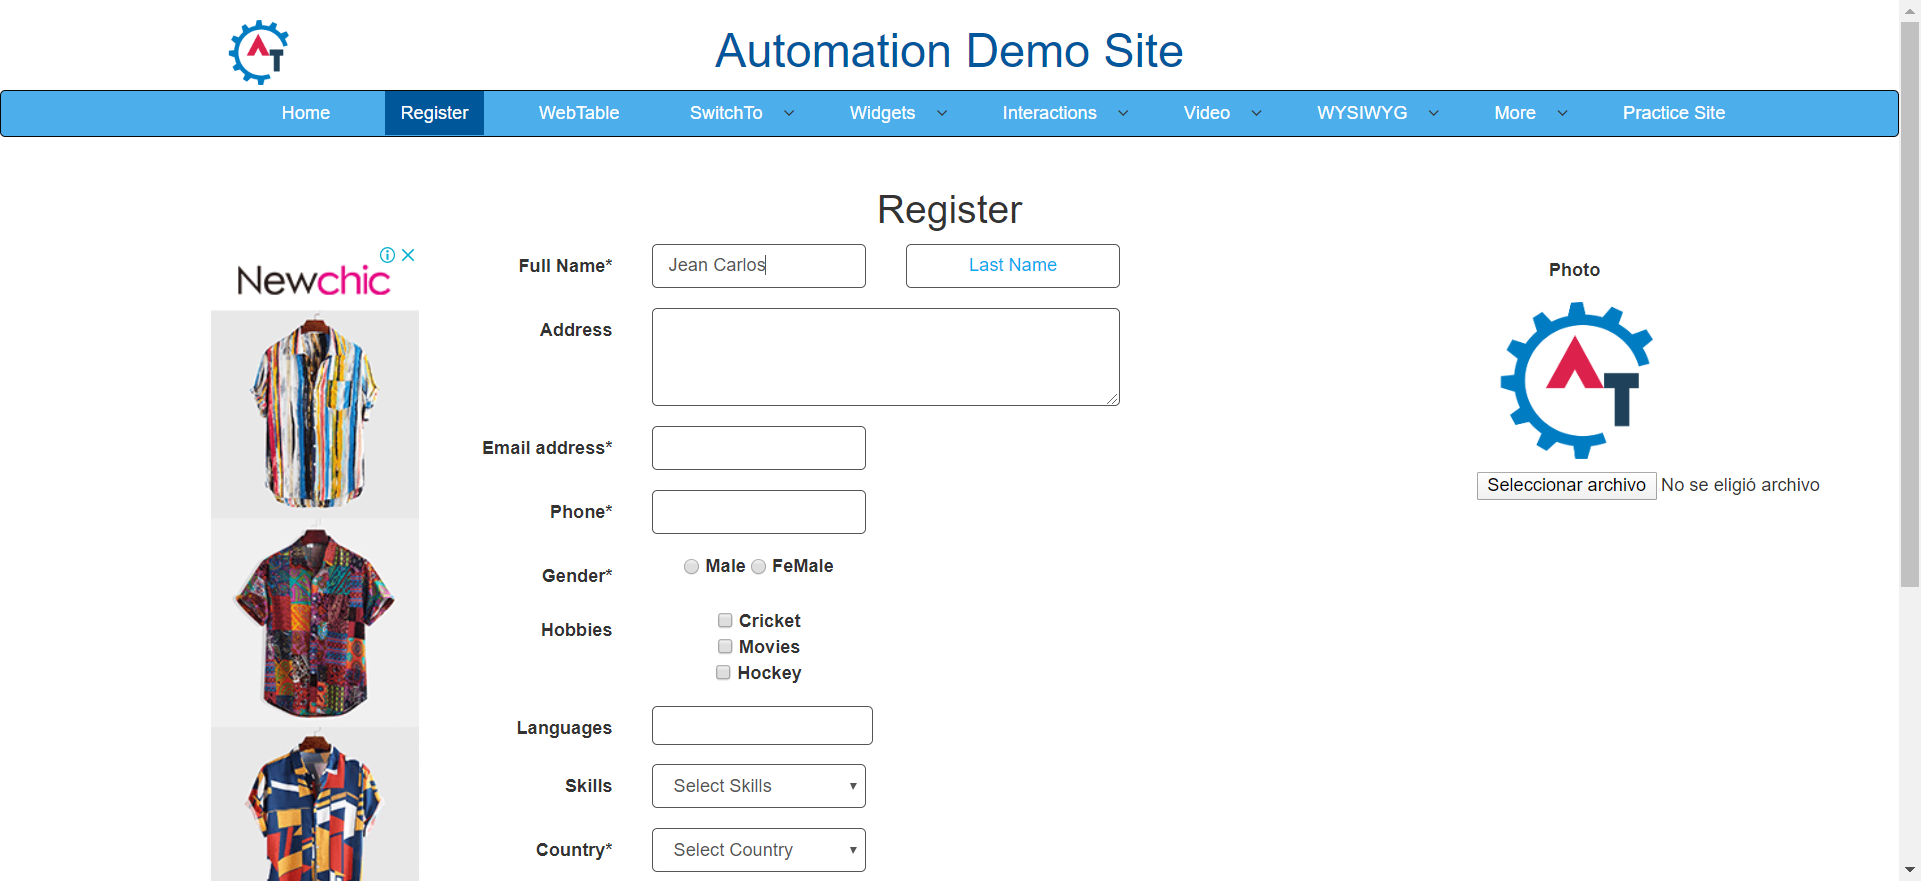 AT
Automation Demo Site
Home Register WebTable SwitchTo Widgets Interactions Video WYSIWYG More Practice Site
Register
Newchic
Full Name* Jean Carlos Last Name
Photo
AT
Address
Email address*
Seleccionar archivo No se eligió archivo
Phone*
Gender* Male FeMale
Hobbies Cricket
Movies
Hockey
Languages
Skills Select Skills
Country* Select Country